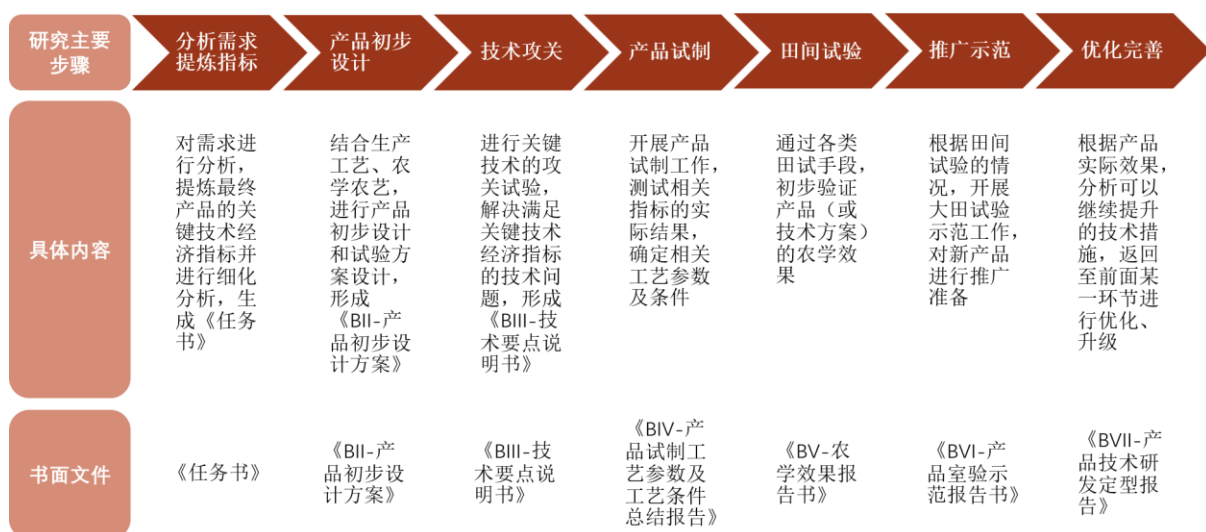 研究主要
步骤
分析需求
提炼指标
产品初步
设计
技术攻关
产品试制
田间试验
推广示范
优化完善
具体内容
对需求进
行分析，
提炼最终
产品的关
键技术经
济指标并
进行细化
分析，生
成《任务
书》
结合生产
工艺、农
学农艺，
进行产品
初步设计
和试验方
案设计，
形成
《BII-产
品初步设
计方案》
进行关键
技术的攻
关试验，
解决满足
关键技术
经济指标
的技术问
题，形成
《BIII-技
术要点说
明书》
开展产品
试制工作，
测试相关
指标的实
际结果，
确定相关
工艺参数
及条件
通过各类
田试手段，
初步验证
产品（或
技术方案）
的农学效
果
根据田间
试验的情
况，开展
大田试验
示范工作，
对新产品
进行推广
准备
根据产品
实际效果，
分析可以
继续提升
的技术措
施，返回
至前面某
一环节进
行优化、
升级
书面文件
《任务书》
《BII-产
品初步设
计方案》
《BIII-技
术要点说
明书》
《BIV-产
品试制工
艺参数及
工艺条件
总结报告》
《BV-农
学效果报
告书》
《BVI-产
品室验示
范报告书》
《BVII-产
品技术研
发定型报
告》